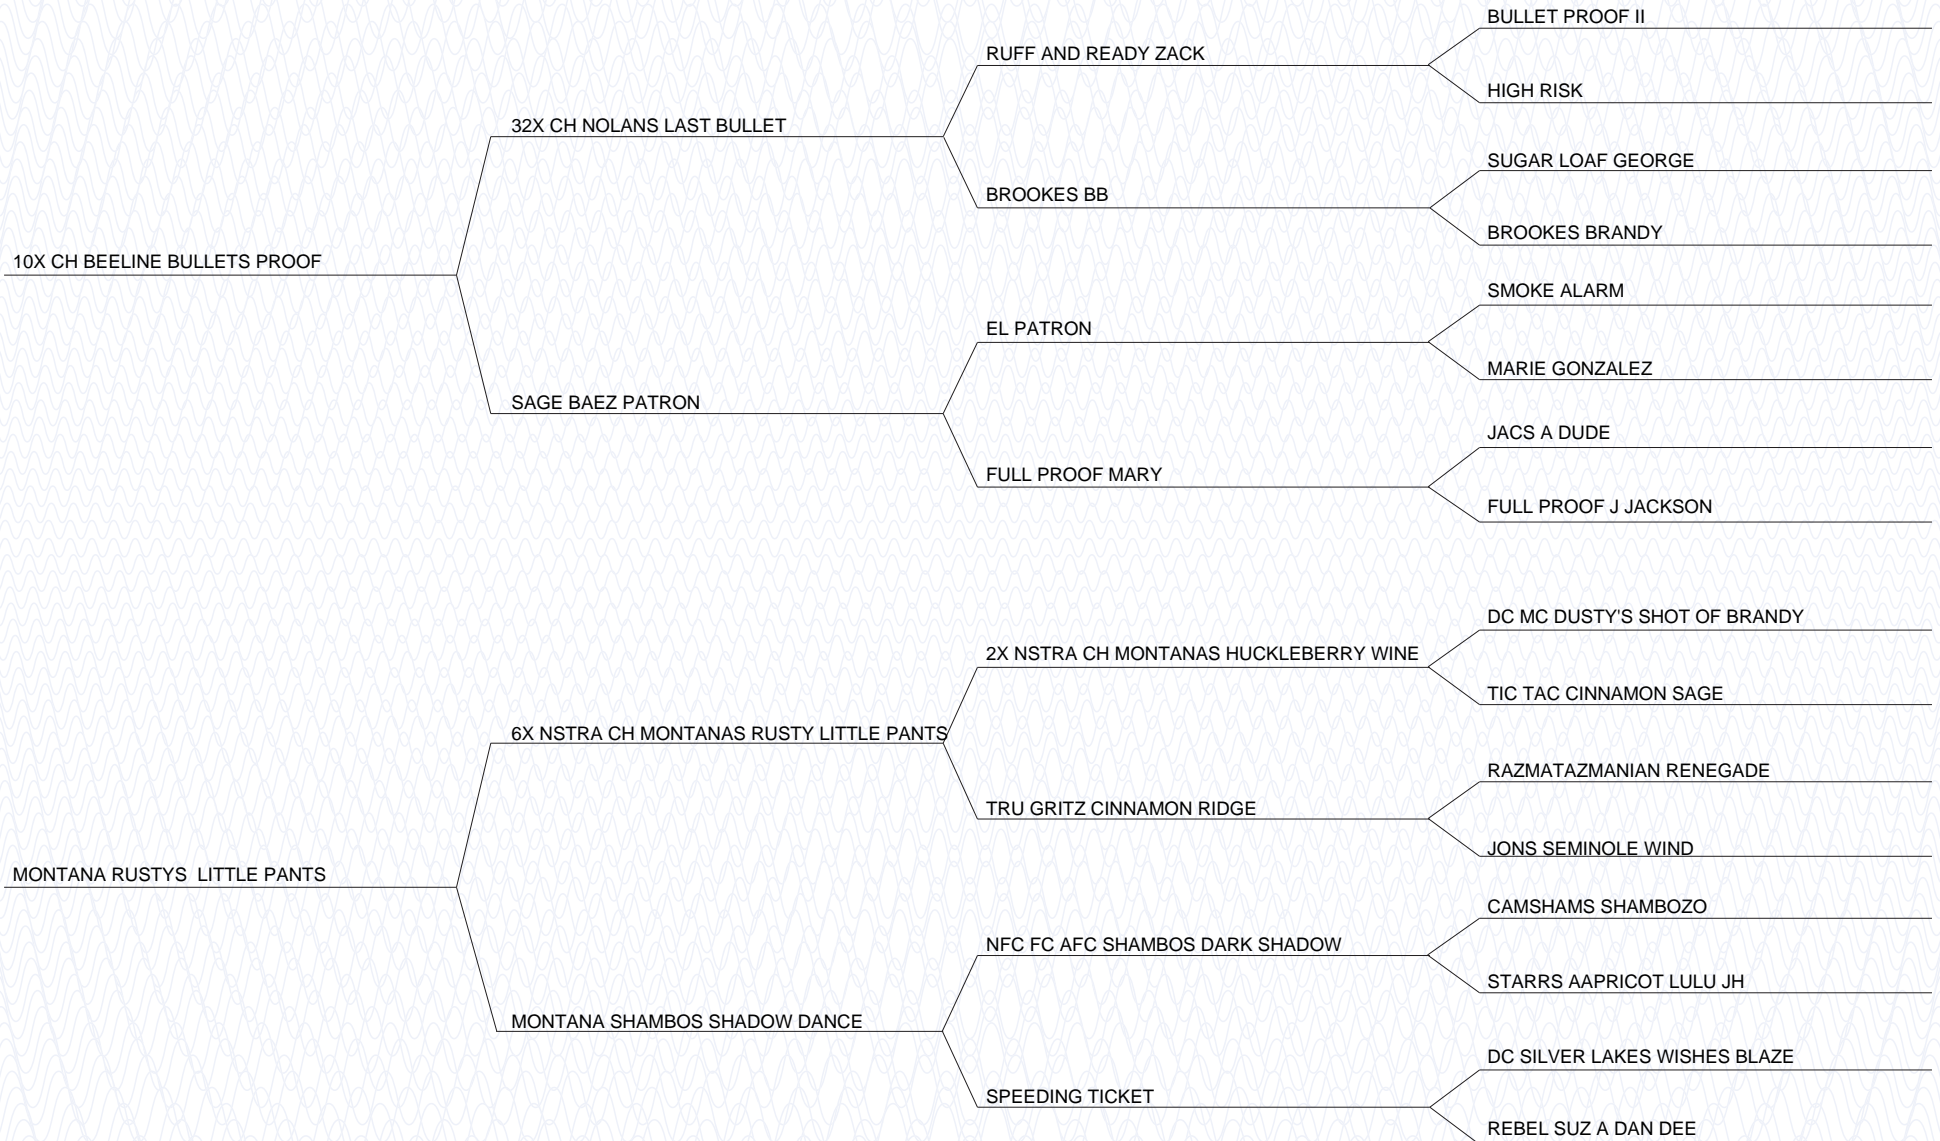 BULLET PROOF II
RUFF AND READY ZACK
HIGH RISK
32X CH NOLANS LAST BULLET
SUGAR LOAF GEORGE
BROOKES BB
BROOKES BRANDY
10X CH BEELINE BULLETS PROOF
SMOKE ALARM
EL PATRON
MARIE GONZALEZ
SAGE BAEZ PATRON
JACS A DUDE
FULL PROOF MARY
FULL PROOF J JACKSON
DC MC DUSTY'S SHOT OF BRANDY
2X NSTRA CH MONTANAS HUCKLEBERRY WINE
TIC TAC CINNAMON SAGE
6X NSTRA CH MONTANAS RUSTY LITTLE PANTS
RAZMATAZMANIAN RENEGADE
TRU GRITZ CINNAMON RIDGE
JONS SEMINOLE WIND
MONTANA RUSTYS  LITTLE PANTS
CAMSHAMS SHAMBOZO
NFC FC AFC SHAMBOS DARK SHADOW
STARRS AAPRICOT LULU JH
MONTANA SHAMBOS SHADOW DANCE
DC SILVER LAKES WISHES BLAZE
SPEEDING TICKET
REBEL SUZ A DAN DEE